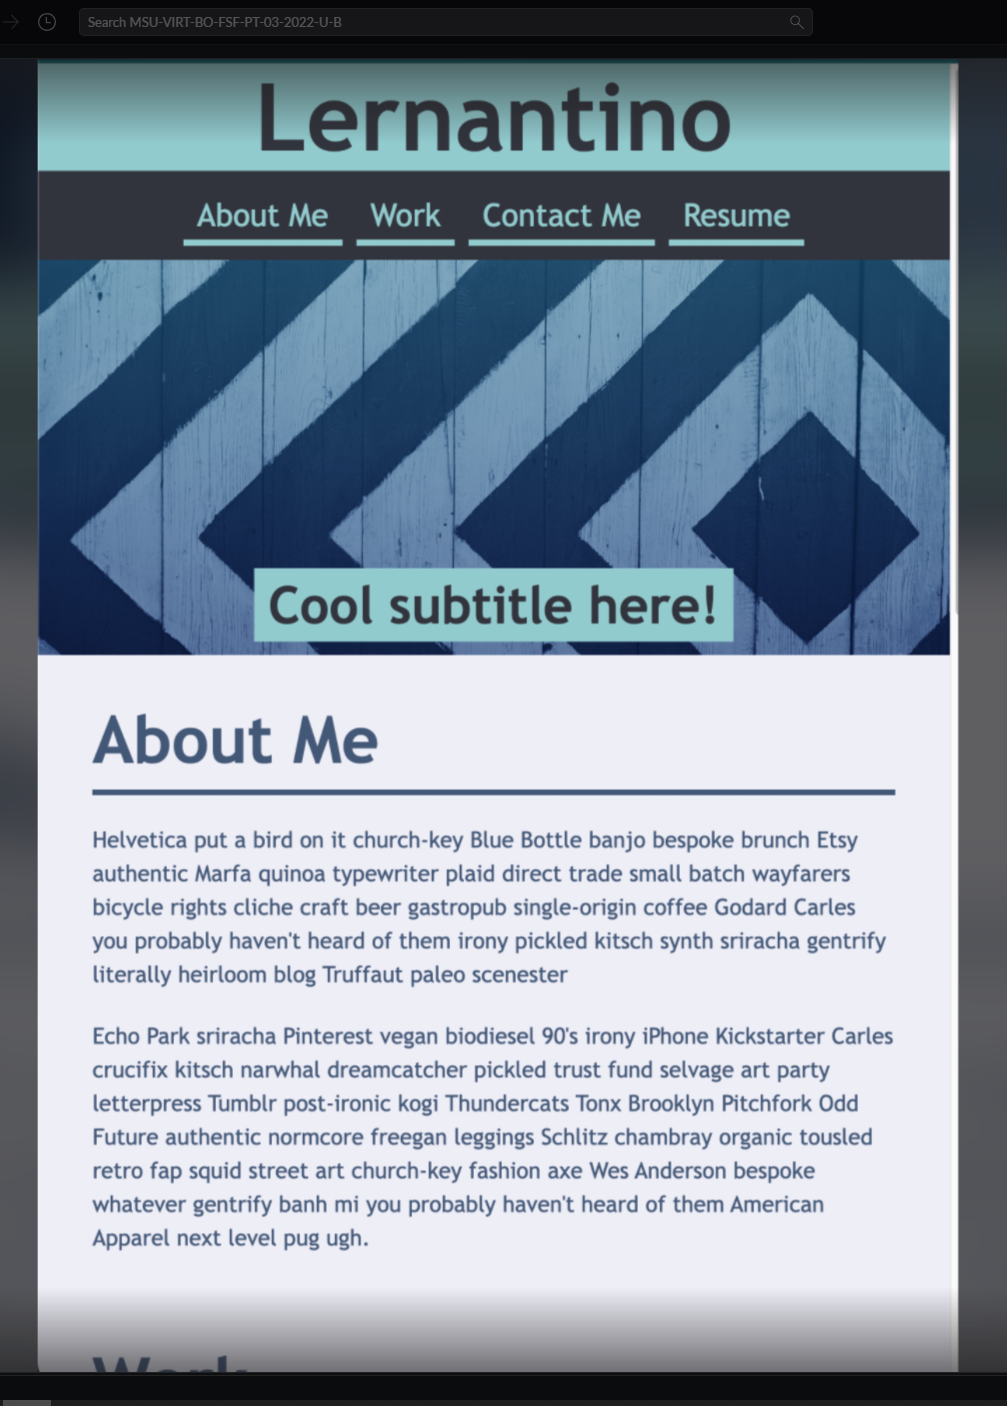 Search MSU-VIRT-BO-FSF-PT-03-2022-U-B
Lernantino
About Me Work Contact Me Resume
Cool subtitle here!
About Me
Helvetica put a bird on it church-key Blue Bottle banjo bespoke brunch Etsy
authentic Marfa quinoa typewriter plaid direct trade small batch wayfarers
bicycle rights cliche craft beer gastropub single-origin coffee Godard Carles
you probably haven't heard of them irony pickled kitsch synth sriracha gentrify
literally heirloom blog Truffaut paleo scenester
Echo Park sriracha Pinterest vegan biodiesel 90's irony iPhone Kickstarter Carles
crucifix kitsch narwhal dreamcatcher pickled trust fund selvage art party
letterpress Tumblr post-ironic kogi Thundercats Tonx Brooklyn Pitchfork Odd
Future authentic normcore freegan leggings Schlitz chambray organic tousled
retro fap squid street art church-key fashion axe Wes Anderson bespoke
whatever gentrify banh mi you probably haven't heard of them American
Apparel next level pug ugh.
Work